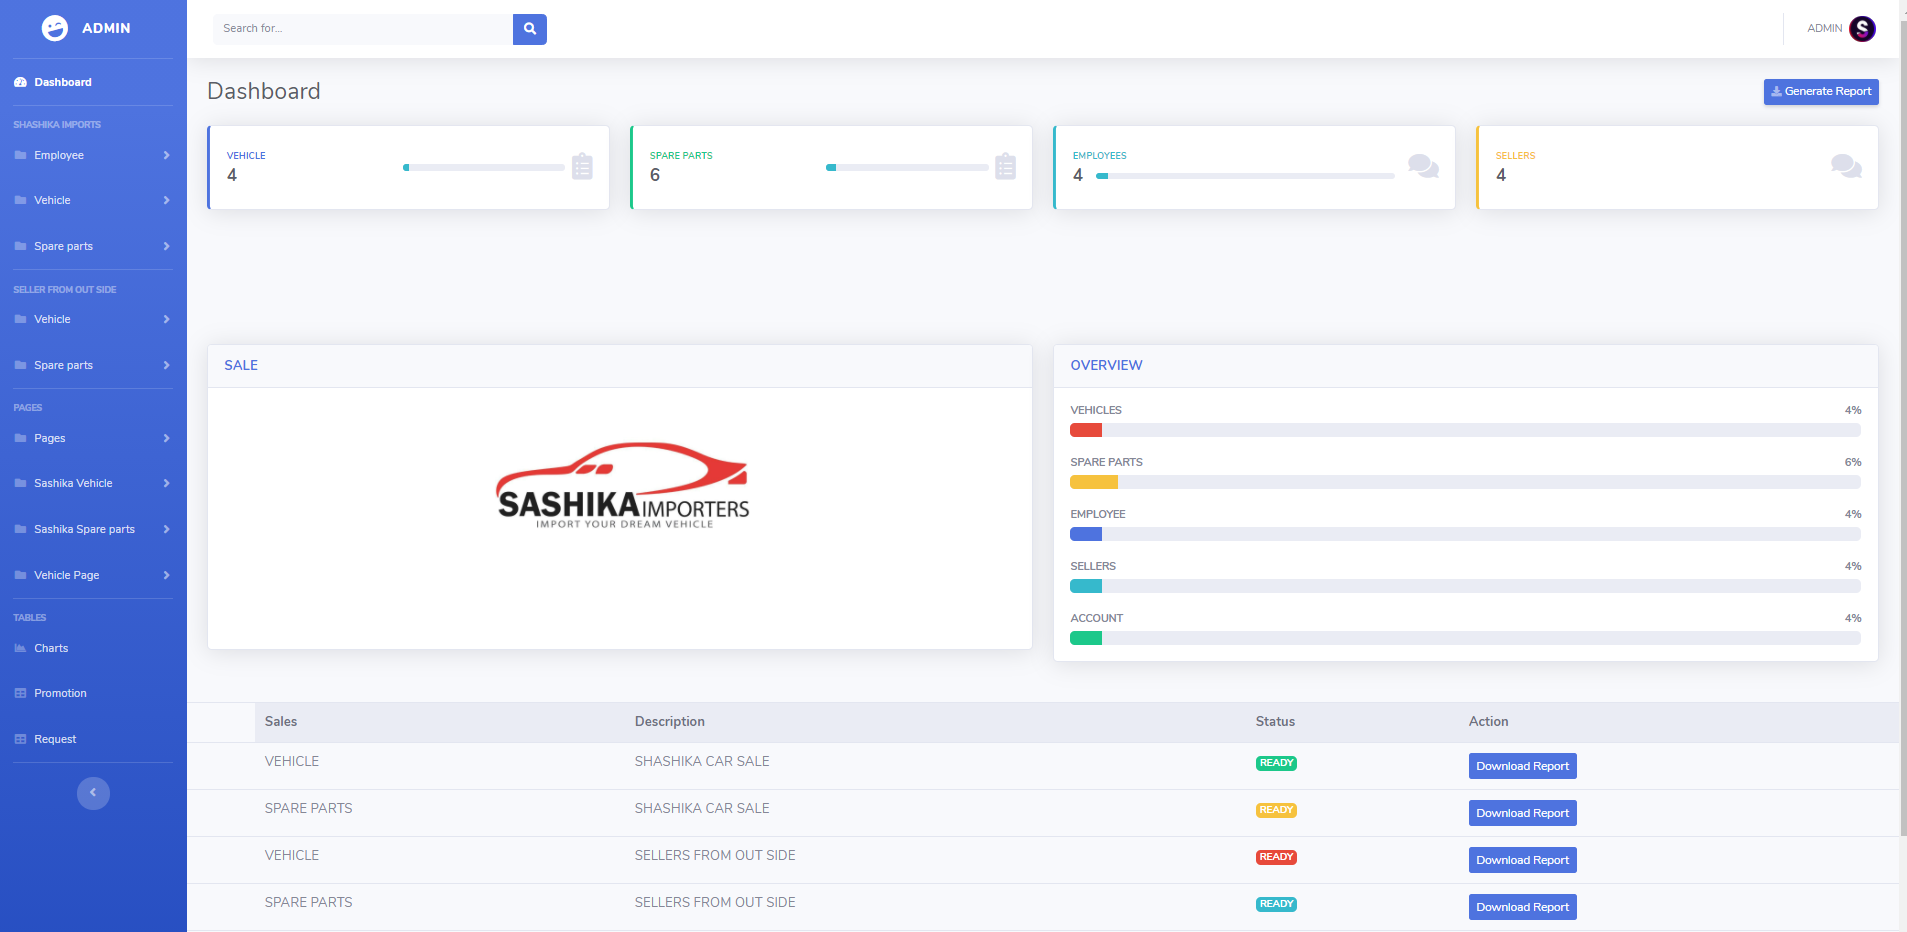 ADMIN
Dashboard
SHASHIKA IMPORTS
Employee
Vehicle
Spare parts
SELLER FROM OUT SIDE
Vehicle
Spare parts
PAGES
Pages
Sashika Vehicle
Sashika Spare parts
Vehicle Page
TABLES
Charts
Promotion
Request
Search for...
ADMIN
S
Dashboard
Generate Report
VEHICLE
4
SPARE PARTS
6
EMPLOYEES
4
SELLERS
4
SALE
SASHIKA IMPORTERS
IMPORT YOUR DREAM VEHICLE
OVERVIEW
VEHICLES 4%
SPARE PARTS 6%
EMPLOYEE 4%
SELLERS 4%
ACCOUNT 4%
Sales Description Status Action
VEHICLE SHASHIKA CAR SALE READY Download Report
SPARE PARTS SHASHIKA CAR SALE READY Download Report
VEHICLE SELLERS FROM OUT SIDE READY Download Report
SPARE PARTS SELLERS FROM OUT SIDE READY Download Report